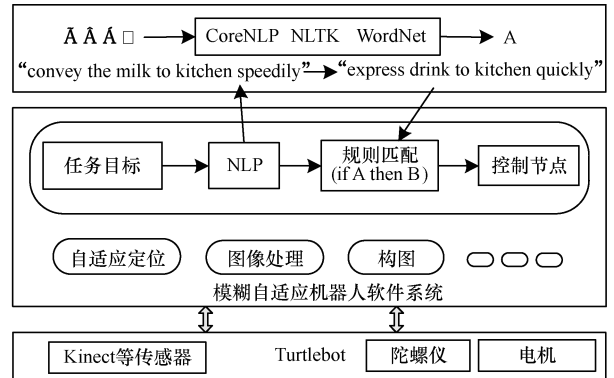 Ã Â Á □ CoreNLP NLTK WordNet A
“convey the milk to kitchen speedily” “express drink to kitchen quickly”
任务目标 NLP 规则匹配 (if A then B) 控制节点
自适应定位 图像处理 构图
模糊自适应机器人软件系统
Kinect等传感器 Turtlebot 陀螺仪 电机